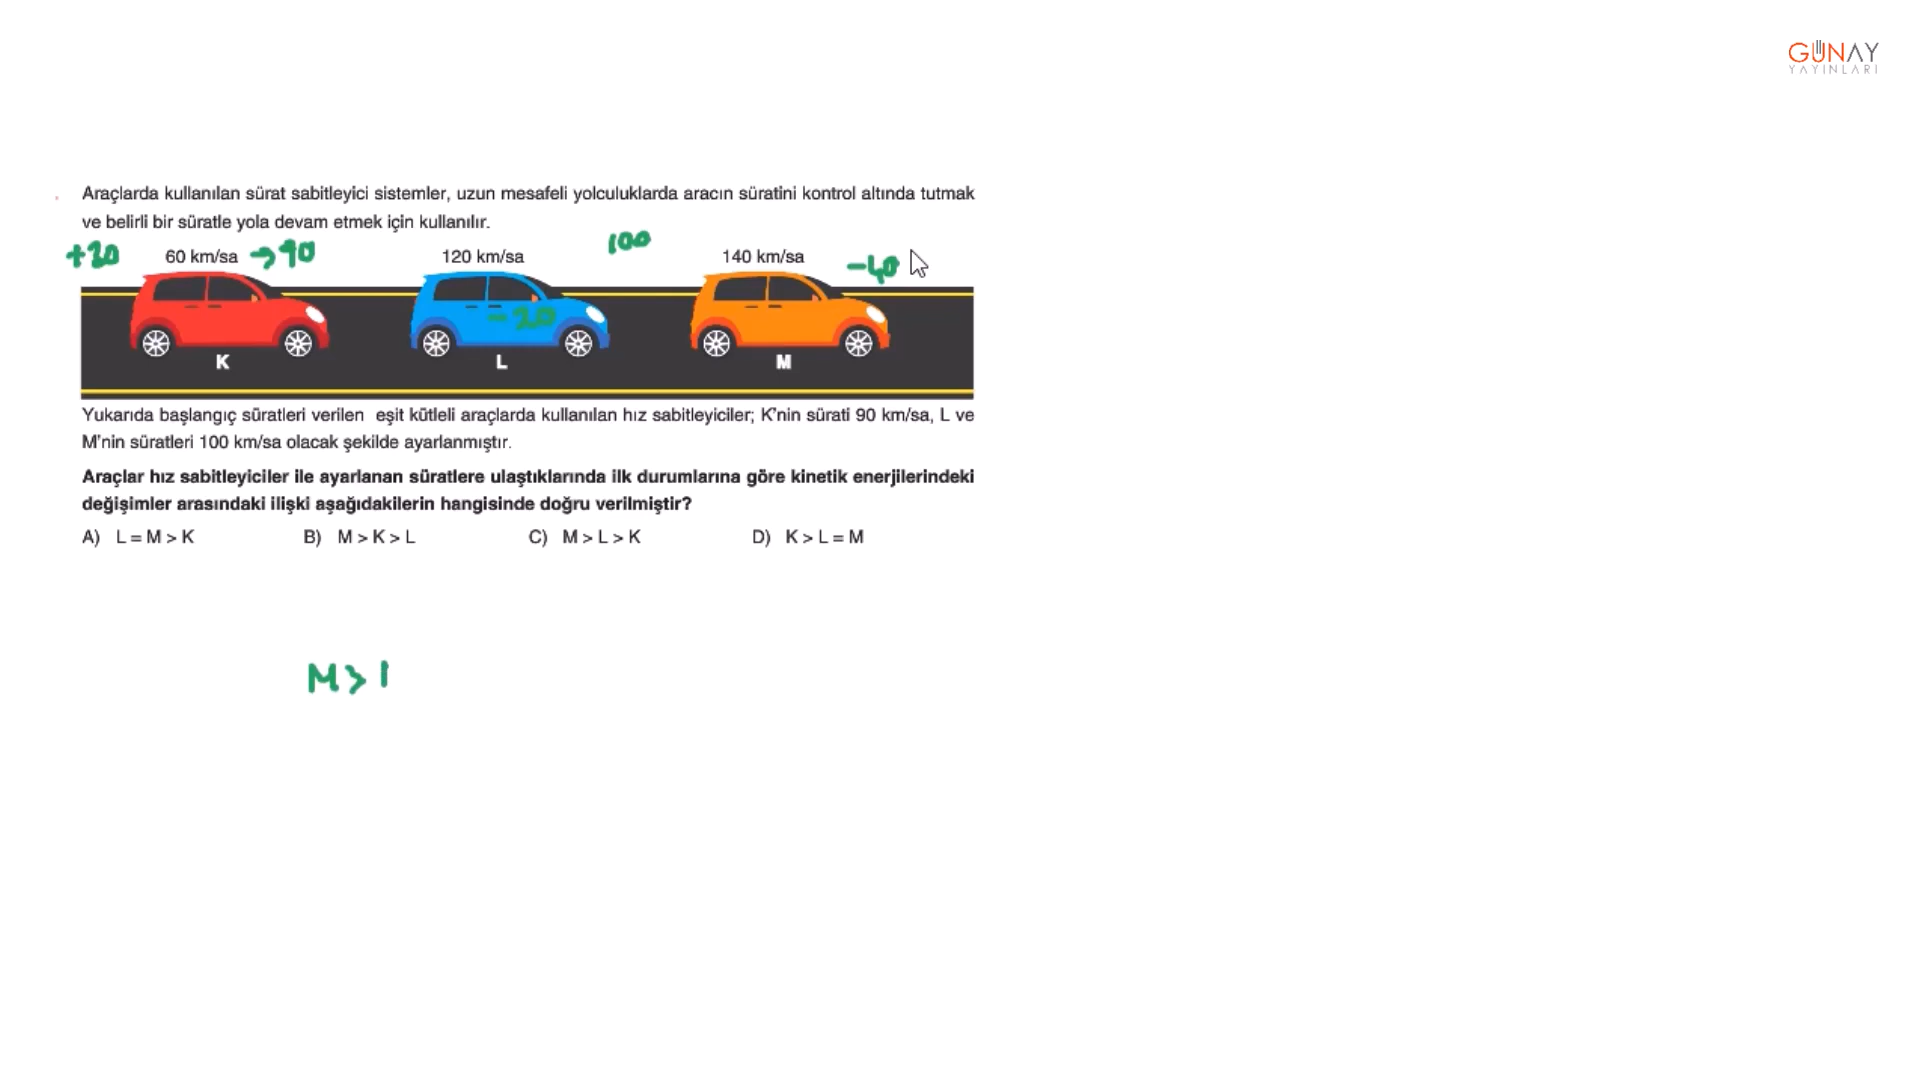 GÜNAY
YAYINLARI
Araçlarda kullanılan sürat sabitleyici sistemler, uzun mesafeli yolculuklarda aracın süratini kontrol altında tutmak
ve belirli bir süratle yola devam etmek için kullanılır.
+30 60 km/sa →90 120 km/sa 100 140 km/sa -40
-20
K L M
Yukarıda başlangıç süratleri verilen eşit kütleli araçlarda kullanılan hız sabitleyiciler; K'nin sürati 90 km/sa, L ve
M'nin süratleri 100 km/sa olacak şekilde ayarlanmıştır.
Araçlar hız sabitleyiciler ile ayarlanan süratlere ulaştıklarında ilk durumlarına göre kinetik enerjilerindeki
değişimler arasındaki ilişki aşağıdakilerin hangisinde doğru verilmiştir?
A) L = M > K B) M > K > L C) M > L > K D) K > L = M
M > I